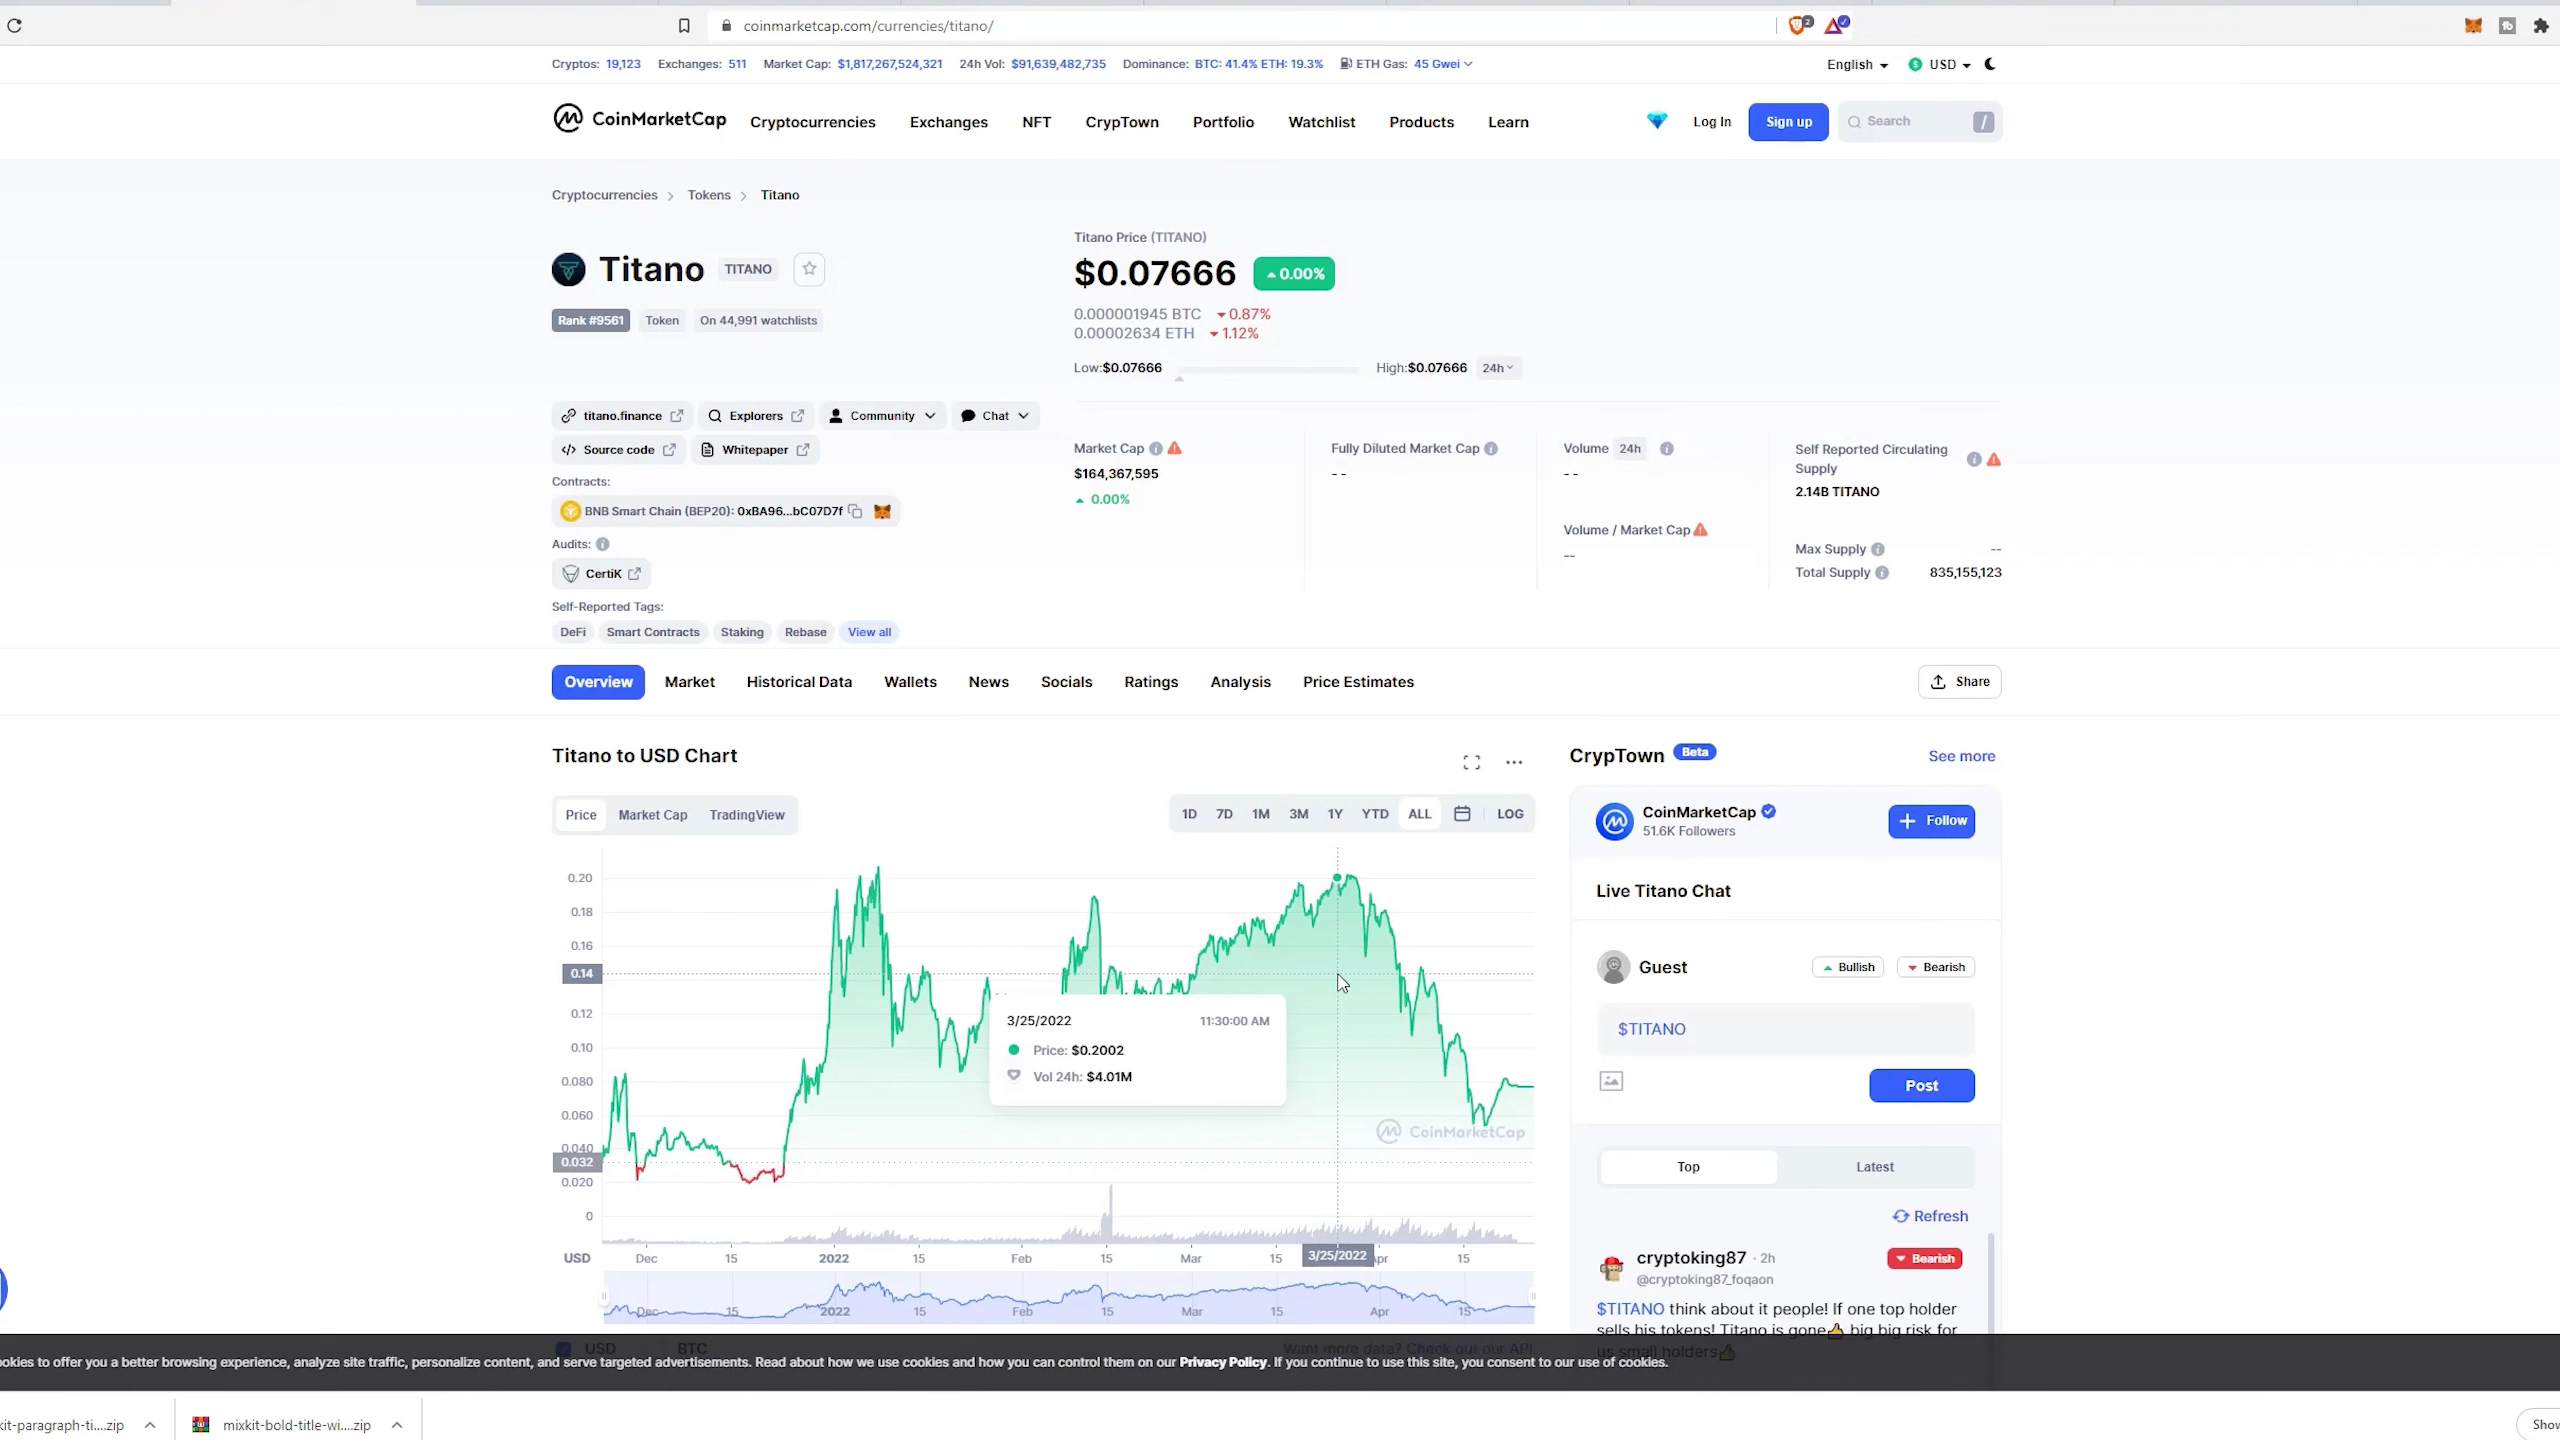 coinmarketcap.com/currencies/titano/
2
Cryptos: 19,123 Exchanges: 511 Market Cap: $1,817,267,524,321 24h Vol: $91,639,482,735 Dominance: BTC: 41.4% ETH: 19.3% ETH Gas: 45 Gwei
English USD
CoinMarketCap Cryptocurrencies Exchanges NFT CrypTown Portfolio Watchlist Products Learn
Log In Sign up Search /
Cryptocurrencies > Tokens > Titano
Titano TITANO
Rank #9561 Token On 44,991 watchlists
Titano Price (TITANO)
$0.07666 0.00%
0.000001945 BTC 0.87%
0.00002634 ETH 1.12%
Low:$0.07666 High:$0.07666 24h
titano.finance Explorers Community Chat
Source code Whitepaper
Contracts:
BNB Smart Chain (BEP20): 0xBA96...bC07D7f
Audits:
CertiK
Self-Reported Tags:
DeFi Smart Contracts Staking Rebase View all
Market Cap
$164,367,595
0.00%
Fully Diluted Market Cap
- -
Volume 24h
- -
Volume / Market Cap
--
Self Reported Circulating
Supply
2.14B TITANO
Max Supply --
Total Supply 835,155,123
Overview Market Historical Data Wallets News Socials Ratings Analysis Price Estimates Share
Titano to USD Chart
Price Market Cap TradingView
1D 7D 1M 3M 1Y YTD ALL LOG
0.20
0.18
0.16
0.14
0.12
0.10
0.080
0.060
0.040
0.032
0.020
0
3/25/2022 11:30:00 AM
Price: $0.2002
Vol 24h: $4.01M
CoinMarketCap
USD Dec 15 2022 15 Feb 15 Mar 15 3/25/2022 Apr 15
Dec 15 2022 15 Feb 15 Mar Apr 15
USD BTC
Want more data? Check out our API
CrypTown Beta See more
CoinMarketCap
51.6K Followers
+ Follow
Live Titano Chat
Guest Bullish Bearish
$TITANO
Post
Top Latest
Refresh
cryptoking87 · 2h Bearish
@cryptoking87_foqaon
$TITANO think about it people! If one top holder
sells his tokens! Titano is gone👍 big big risk for
us small holders👍
okies to offer you a better browsing experience, analyze site traffic, personalize content, and serve targeted advertisements. Read about how we use cookies and how you can control them on our Privacy Policy. If you continue to use this site, you consent to our use of cookies.
kit-paragraph-ti....zip mixkit-bold-title-wi....zip Show